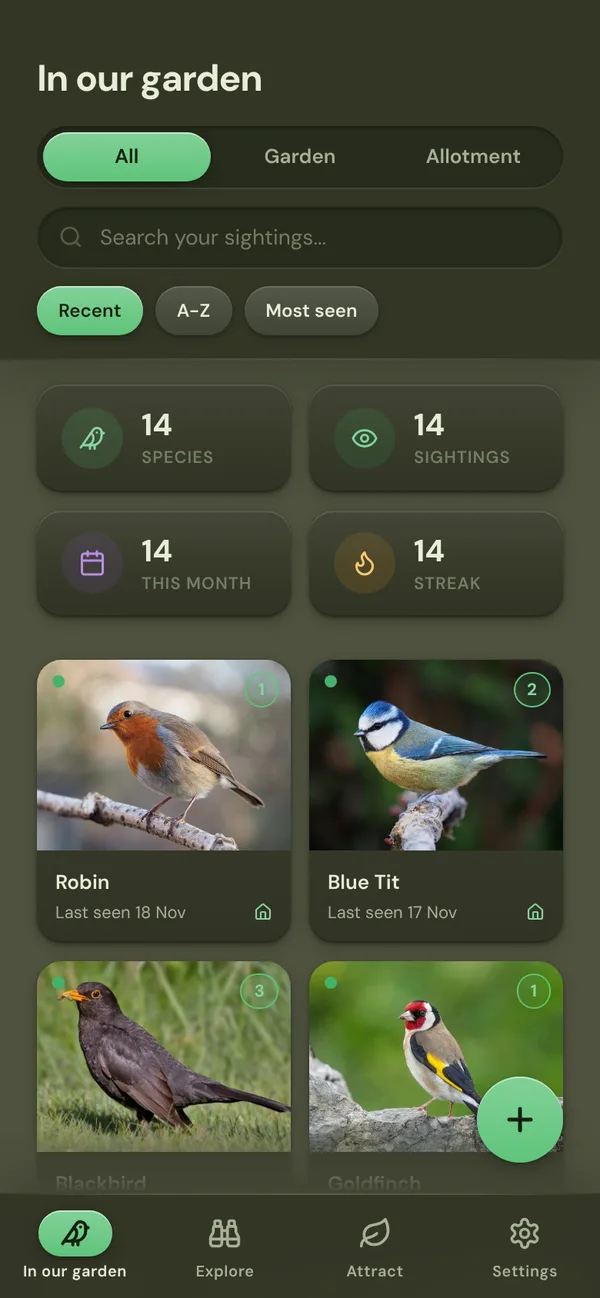 In our garden
All Garden Allotment
Search your sightings...
Recent A-Z Most seen
14 14
SPECIES SIGHTINGS
14 14
THIS MONTH STREAK
1 2
Robin Blue Tit
Last seen 18 Nov Last seen 17 Nov
3 1
Blackbird Goldfinch
In our garden Explore Attract Settings